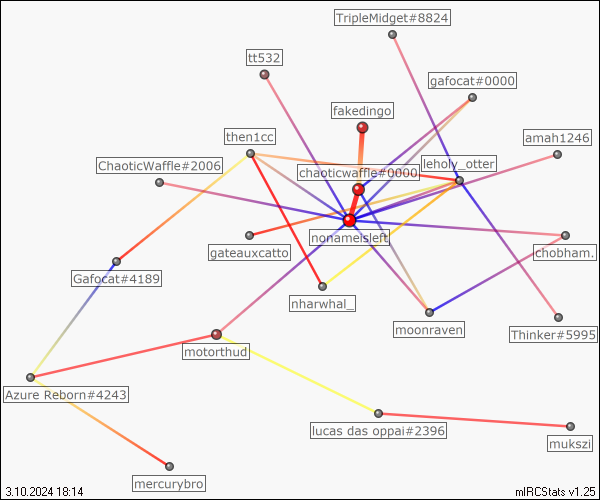 TripleMidget#8824
tt532
gafocat#0000
fakedingo
then1cc
amah1246
ChaoticWaffle#2006
chaoticwaffle#0000
leholy_otter
nonameisleft
gateauxcatto
chobham.
Gafocat#4189
nharwhal_
moonraven
Thinker#5995
motorthud
Azure Reborn#4243
lucas das oppai#2396
mukszi
mercurybro
3.10.2024 18:14
mIRCStats v1.25